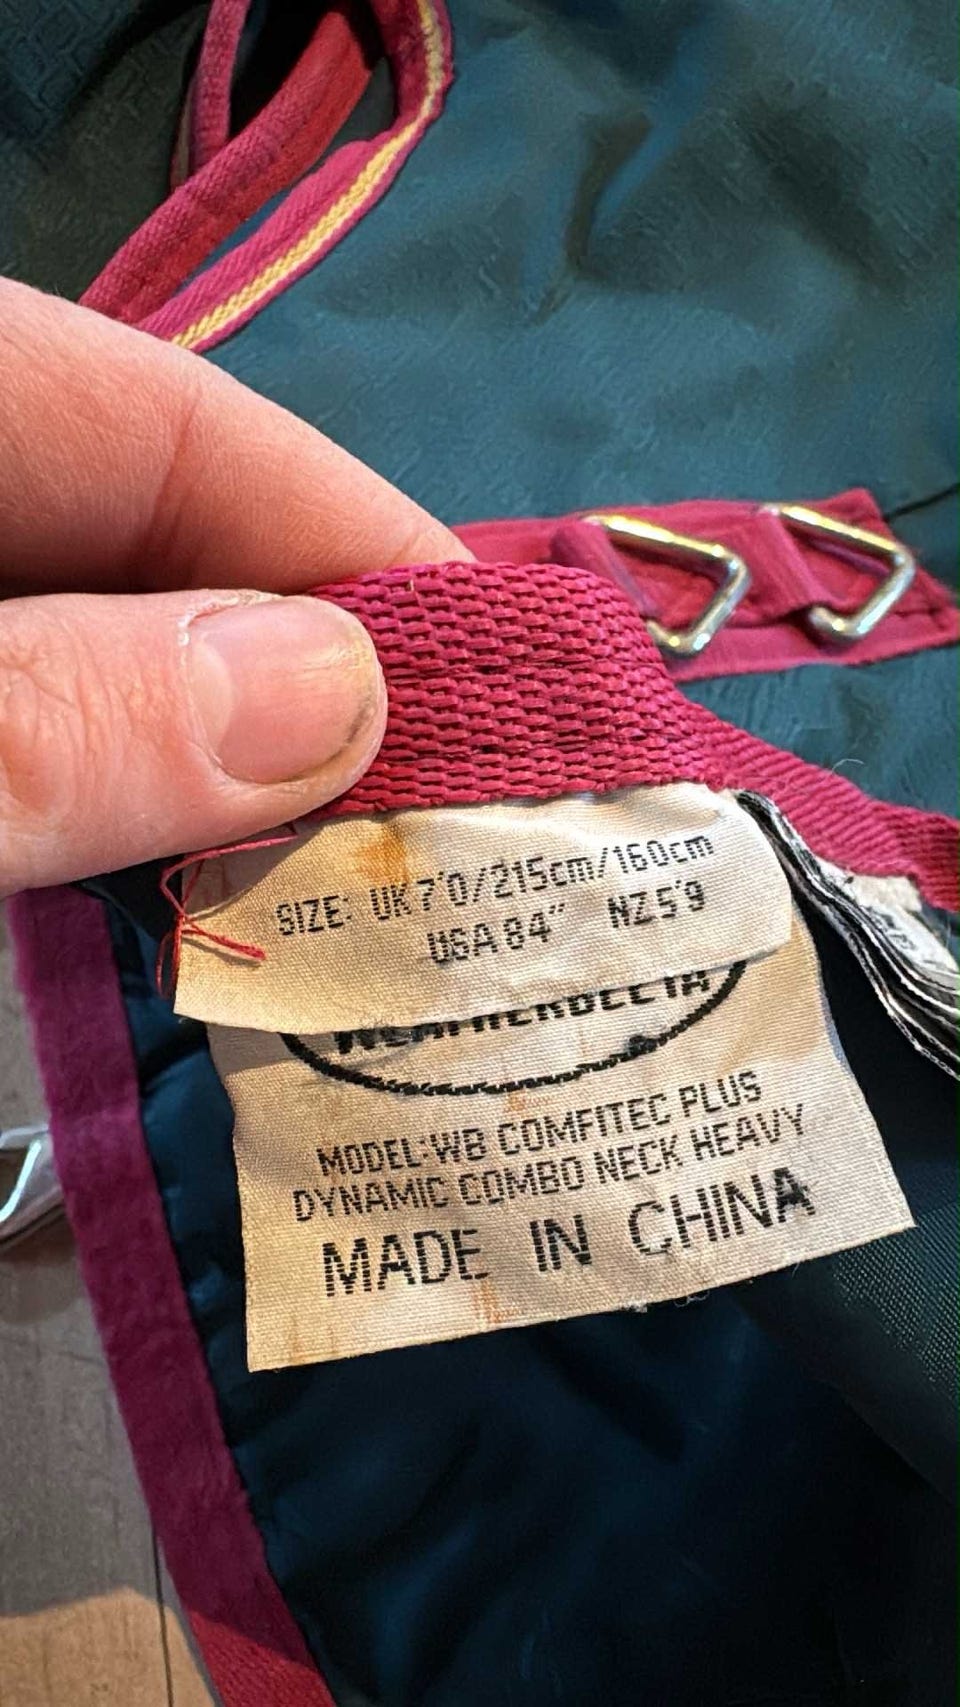 SIZE: UK 7'0/215cm/160cm
USA 84" NZ 5'9
WEATHERBEETA
MODEL:WB COMFITEC PLUS
DYNAMIC COMBO NECK HEAVY
MADE IN CHINA